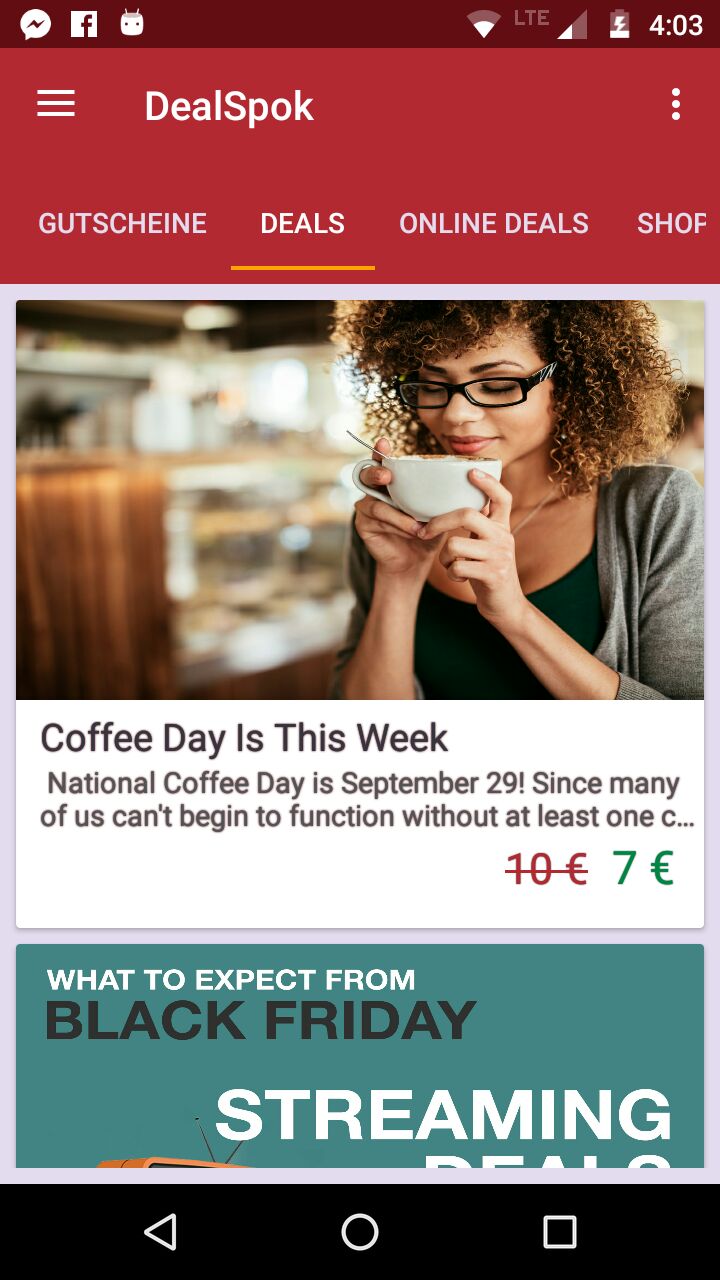 LTE 4:03
DealSpok
GUTSCHEINE DEALS ONLINE DEALS SHOP
Coffee Day Is This Week
National Coffee Day is September 29! Since many
of us can't begin to function without at least one c...
10 € 7 €
WHAT TO EXPECT FROM
BLACK FRIDAY
STREAMING
DEALS